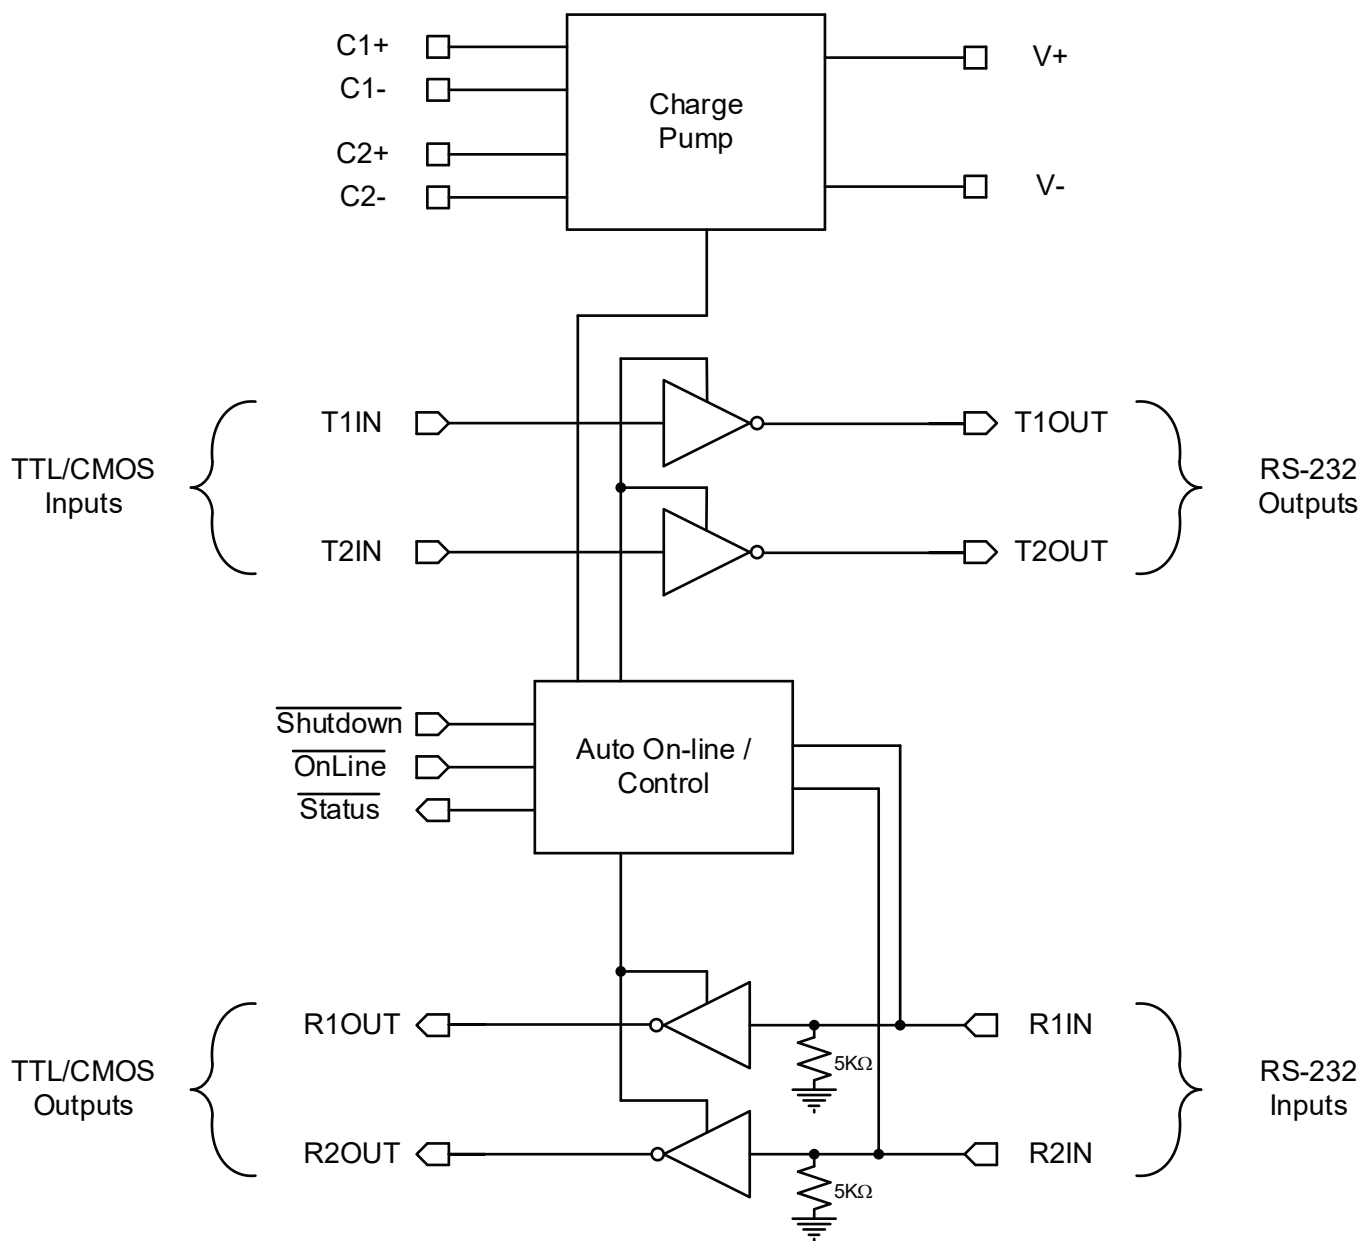 C1+
C1-
C2+
C2-
Charge
Pump
V+
V-
TTL/CMOS
Inputs
T1IN
T2IN
T1OUT
T2OUT
RS-232
Outputs
Shutdown
OnLine
Status
Auto On-line /
Control
TTL/CMOS
Outputs
R1OUT
R2OUT
5KΩ
5KΩ
R1IN
R2IN
RS-232
Inputs